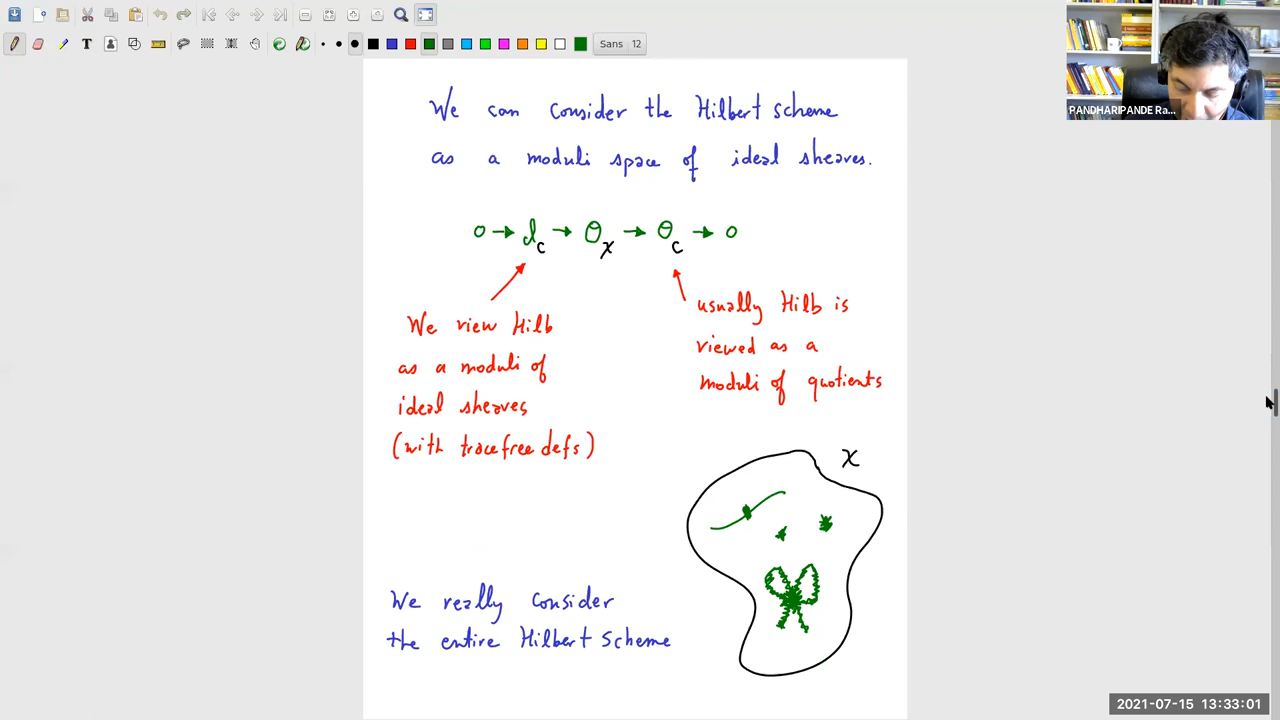 Sans 12
PANDHARIPANDE Ra...
We can consider the Hilbert scheme
as a moduli space of ideal sheaves.
0 → I_C → O_X → O_C → 0
We view Hilb
as a moduli of
ideal sheaves
(with trace free defs)
usually Hilb is
viewed as a
moduli of quotients
X
We really consider
the entire Hilbert scheme
2021-07-15 13:33:01